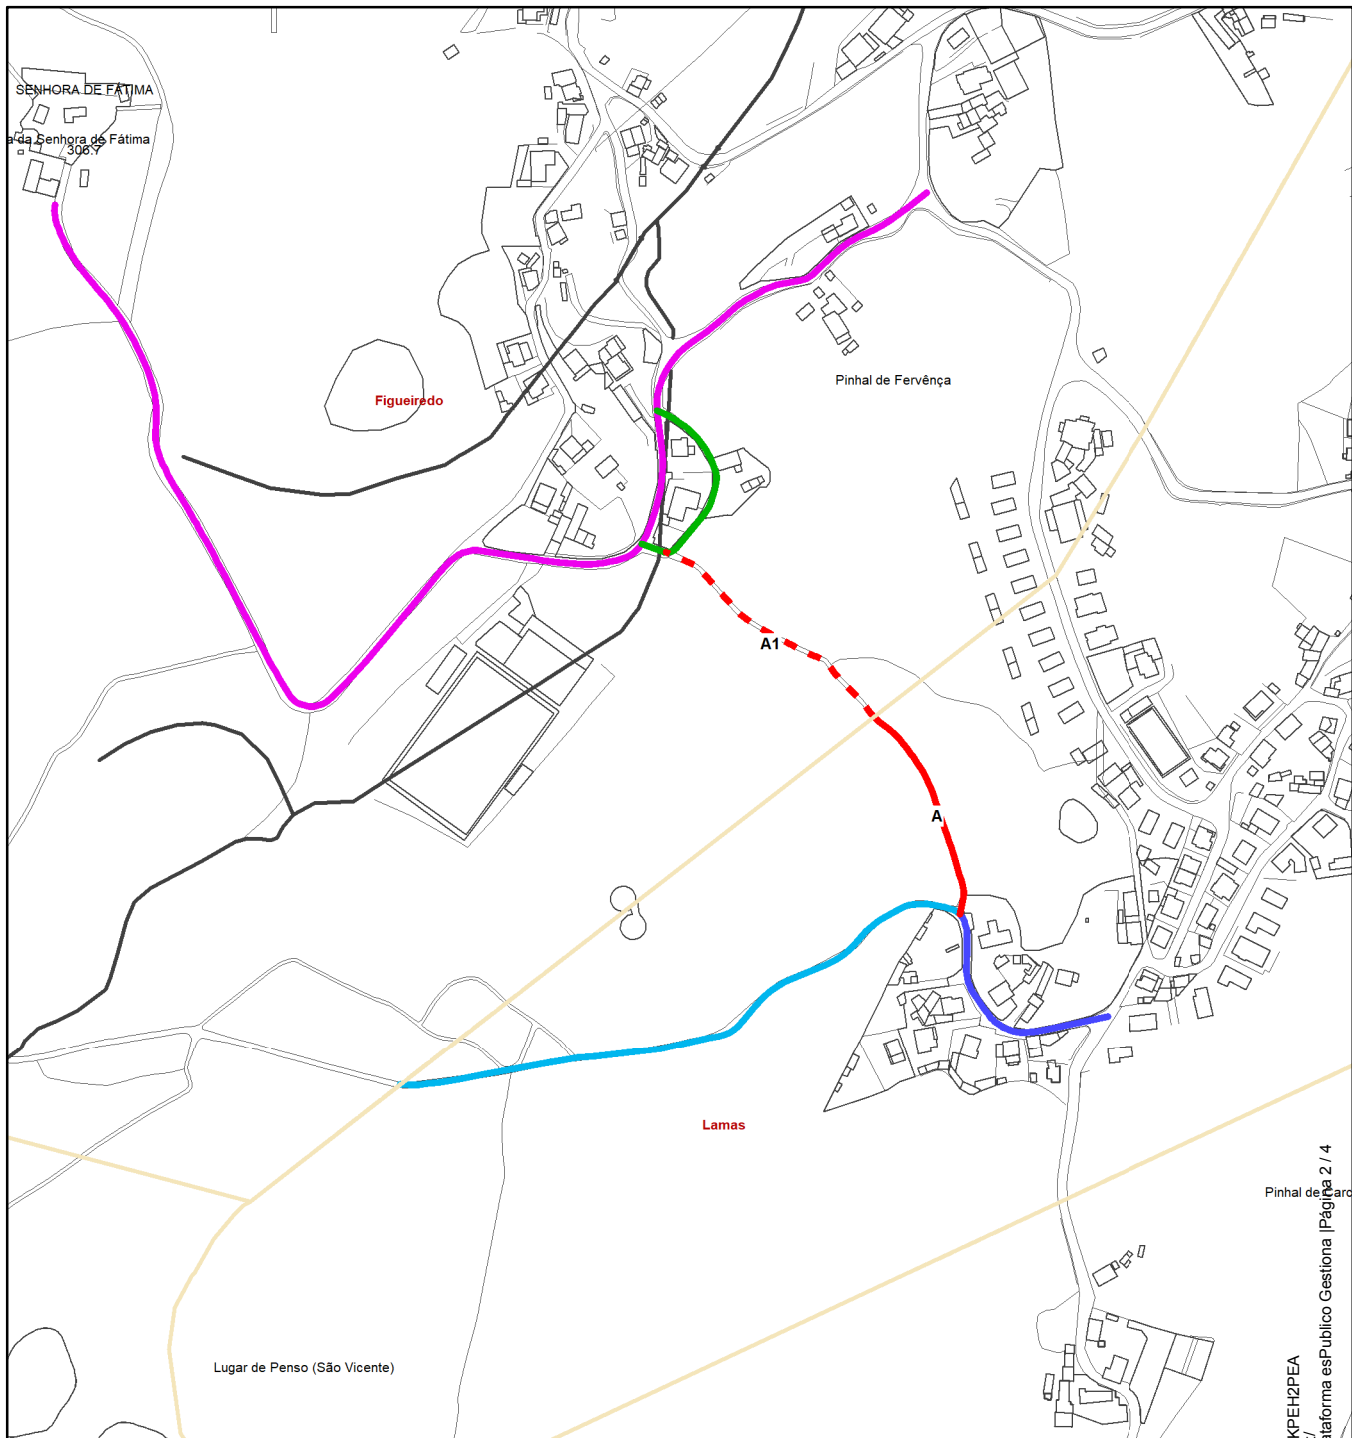 SENHORA DE FÁTIMA
a da Senhora de Fátima
306.7
Figueiredo
Pinhal de Fervênça
A1
A
Lamas
Pinhal de
Lugar de Penso (São Vicente)
KPEH2PEA
ataforma esPublico Gestiona | Página 2 / 4